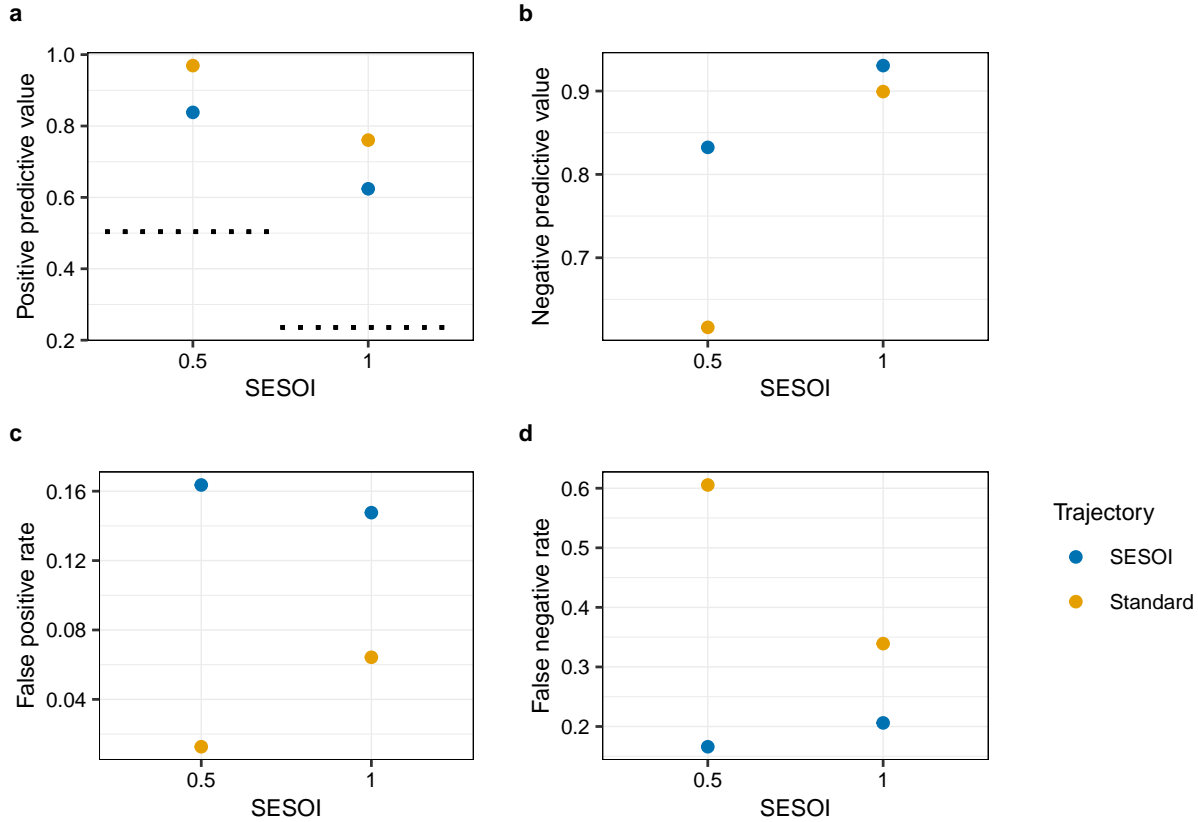 a
Positive predictive value
1.0
0.8
0.6
0.4
0.2
0.5 1
SESOI
b
Negative predictive value
0.9
0.8
0.7
0.5 1
SESOI
c
False positive rate
0.16
0.12
0.08
0.04
0.5 1
SESOI
d
False negative rate
0.6
0.5
0.4
0.3
0.2
0.5 1
SESOI
Trajectory
SESOI
Standard